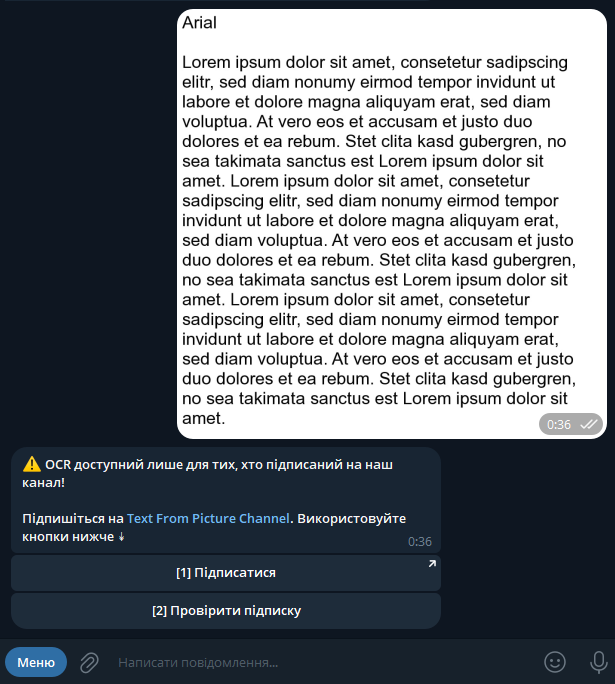 Arial
Lorem ipsum dolor sit amet, consetetur sadipscing
elitr, sed diam nonumy eirmod tempor invidunt ut
labore et dolore magna aliquyam erat, sed diam
voluptua. At vero eos et accusam et justo duo
dolores et ea rebum. Stet clita kasd gubergren, no
sea takimata sanctus est Lorem ipsum dolor sit
amet. Lorem ipsum dolor sit amet, consetetur
sadipscing elitr, sed diam nonumy eirmod tempor
invidunt ut labore et dolore magna aliquyam erat,
sed diam voluptua. At vero eos et accusam et justo
duo dolores et ea rebum. Stet clita kasd gubergren,
no sea takimata sanctus est Lorem ipsum dolor sit
amet. Lorem ipsum dolor sit amet, consetetur
sadipscing elitr, sed diam nonumy eirmod tempor
invidunt ut labore et dolore magna aliquyam erat,
sed diam voluptua. At vero eos et accusam et justo
duo dolores et ea rebum. Stet clita kasd gubergren,
no sea takimata sanctus est Lorem ipsum dolor sit
amet.
0:36
⚠️ OCR доступний лише для тих, хто підписаний на наш
канал!
Підпишіться на Text From Picture Channel. Використовуйте
кнопки нижче ↓
0:36
[1] Підписатися
[2] Провірити підписку
Меню
Написати повідомлення...